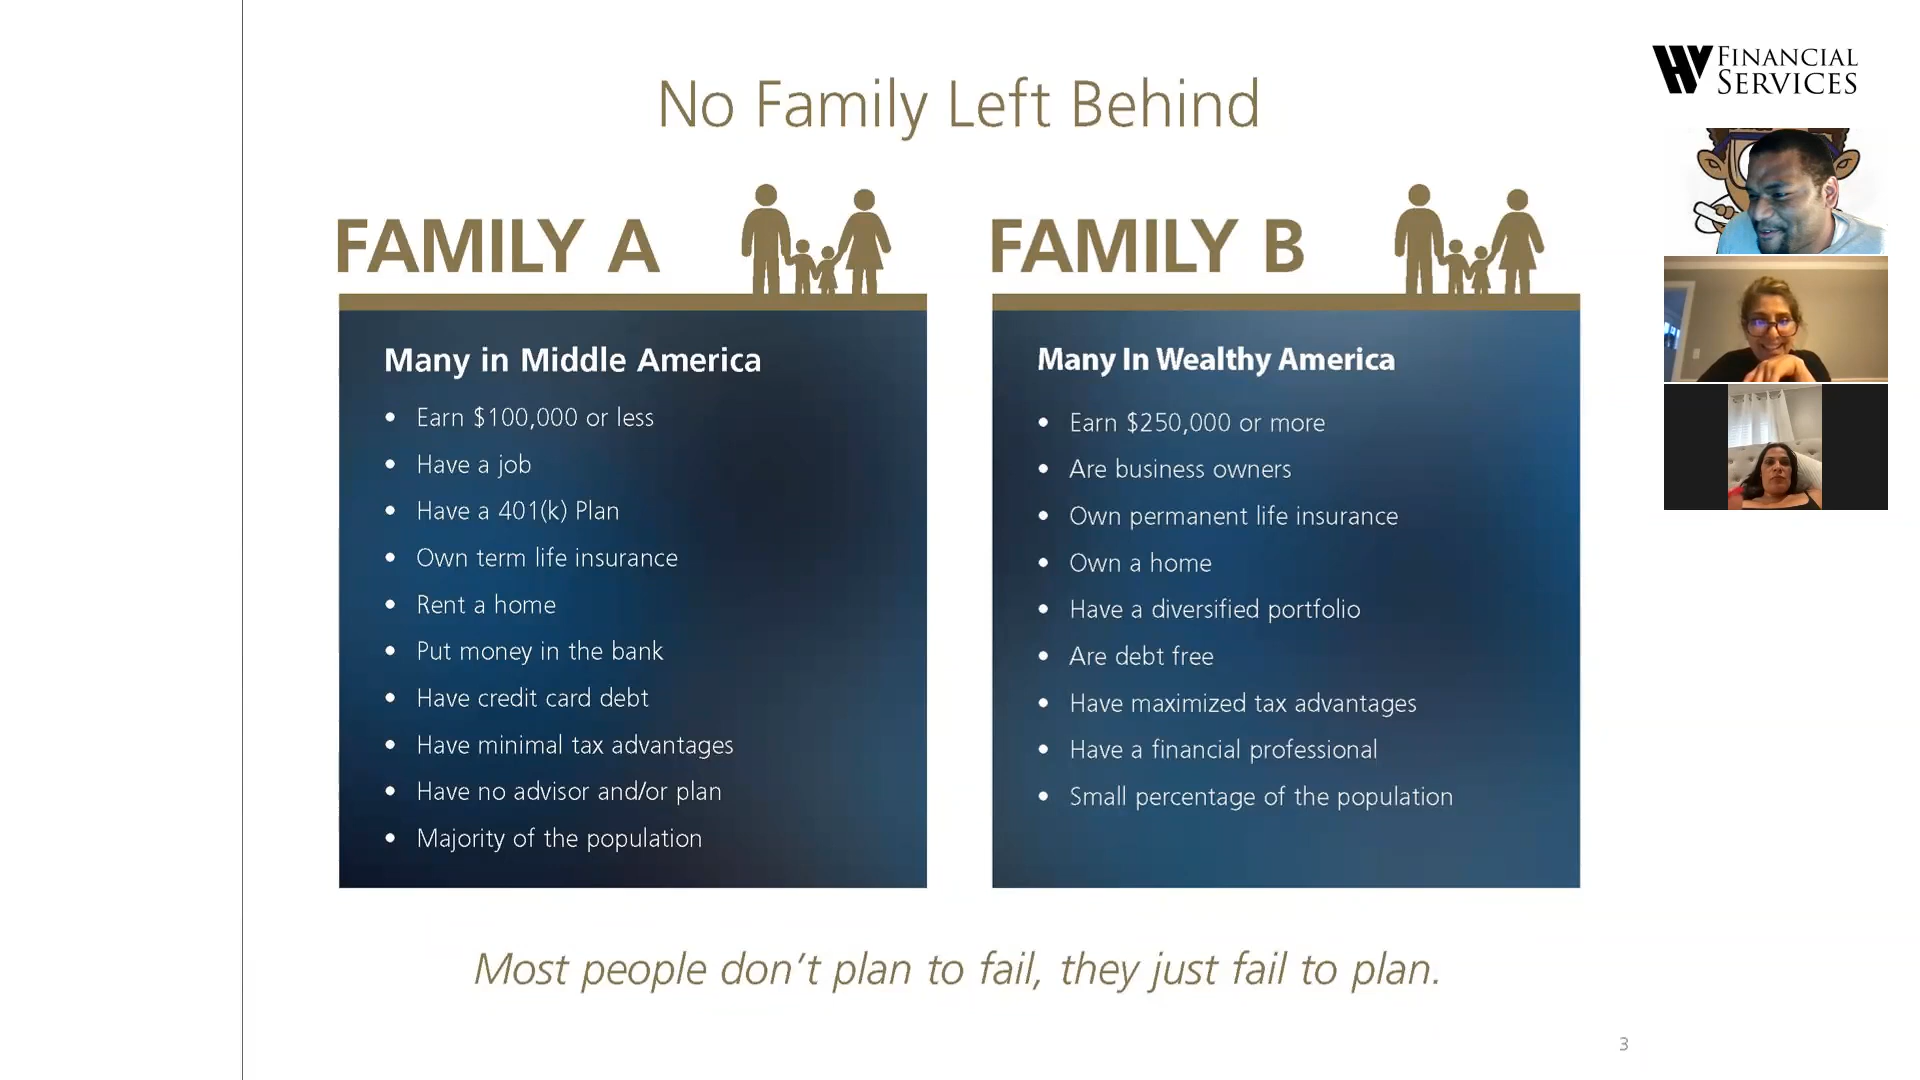 No Family Left Behind
FINANCIAL
SERVICES
FAMILY A
Many in Middle America
• Earn $100,000 or less
• Have a job
• Have a 401(k) Plan
• Own term life insurance
• Rent a home
• Put money in the bank
• Have credit card debt
• Have minimal tax advantages
• Have no advisor and/or plan
• Majority of the population
FAMILY B
Many In Wealthy America
• Earn $250,000 or more
• Are business owners
• Own permanent life insurance
• Own a home
• Have a diversified portfolio
• Are debt free
• Have maximized tax advantages
• Have a financial professional
• Small percentage of the population
Most people don't plan to fail, they just fail to plan.
3